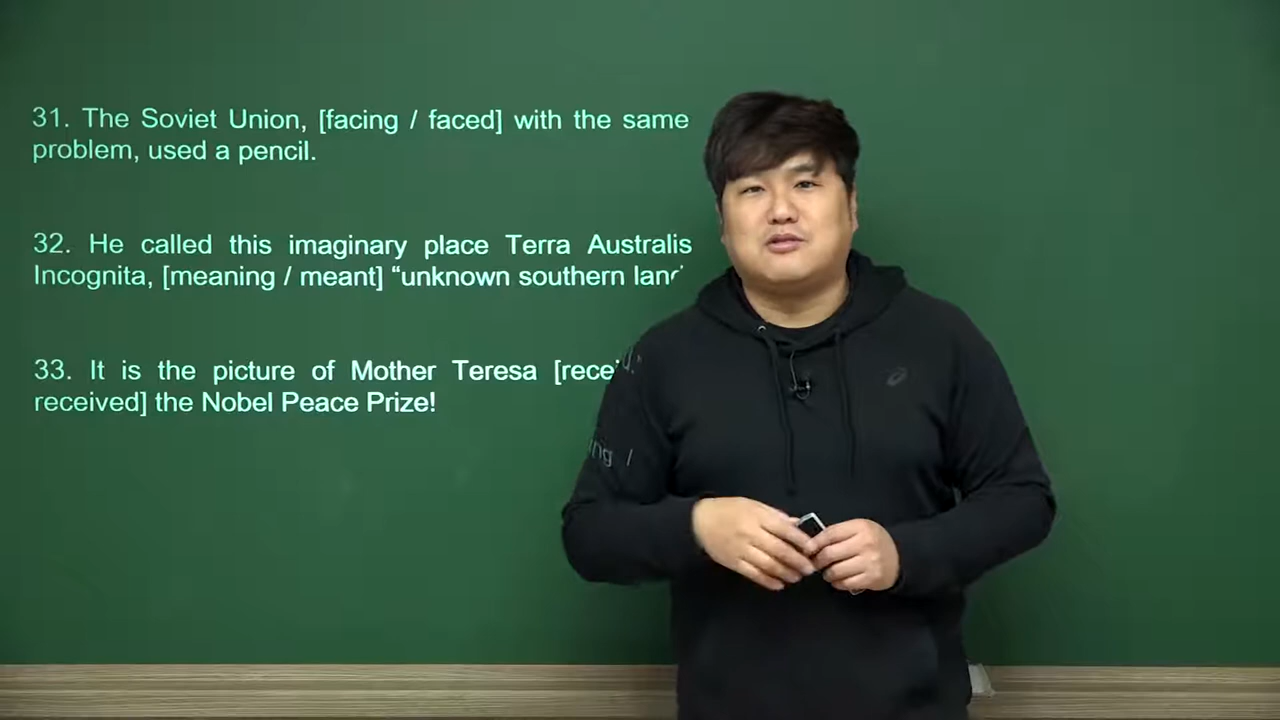 31. The Soviet Union, [facing / faced] with the same
problem, used a pencil.
32. He called this imaginary place Terra Australis
Incognita, [meaning / meant] “unknown southern
33. It is the picture of Mother Teresa
received] the Nobel Peace Prize!